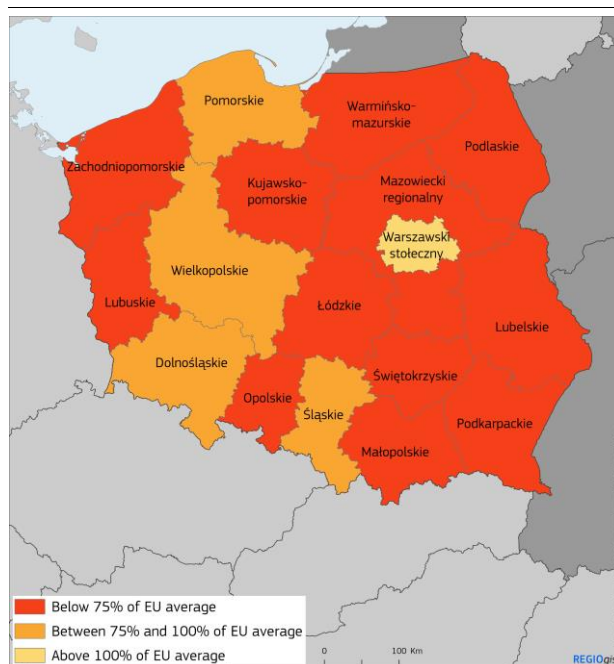 Pomorskie
Warmińsko-
mazurskie
Podlaskie
Zachodniopomorskie
Kujawsko-
pomorskie
Mazowiecki
regionalny
Warszawski
stołeczny
Wielkopolskie
Lubuskie
Łódzkie
Lubelskie
Dolnośląskie
Opolskie
Śląskie
Świętokrzyskie
Podkarpackie
Małopolskie
Below 75% of EU average
Between 75% and 100% of EU average
Above 100% of EU average
0 100 Km
REGIOgis